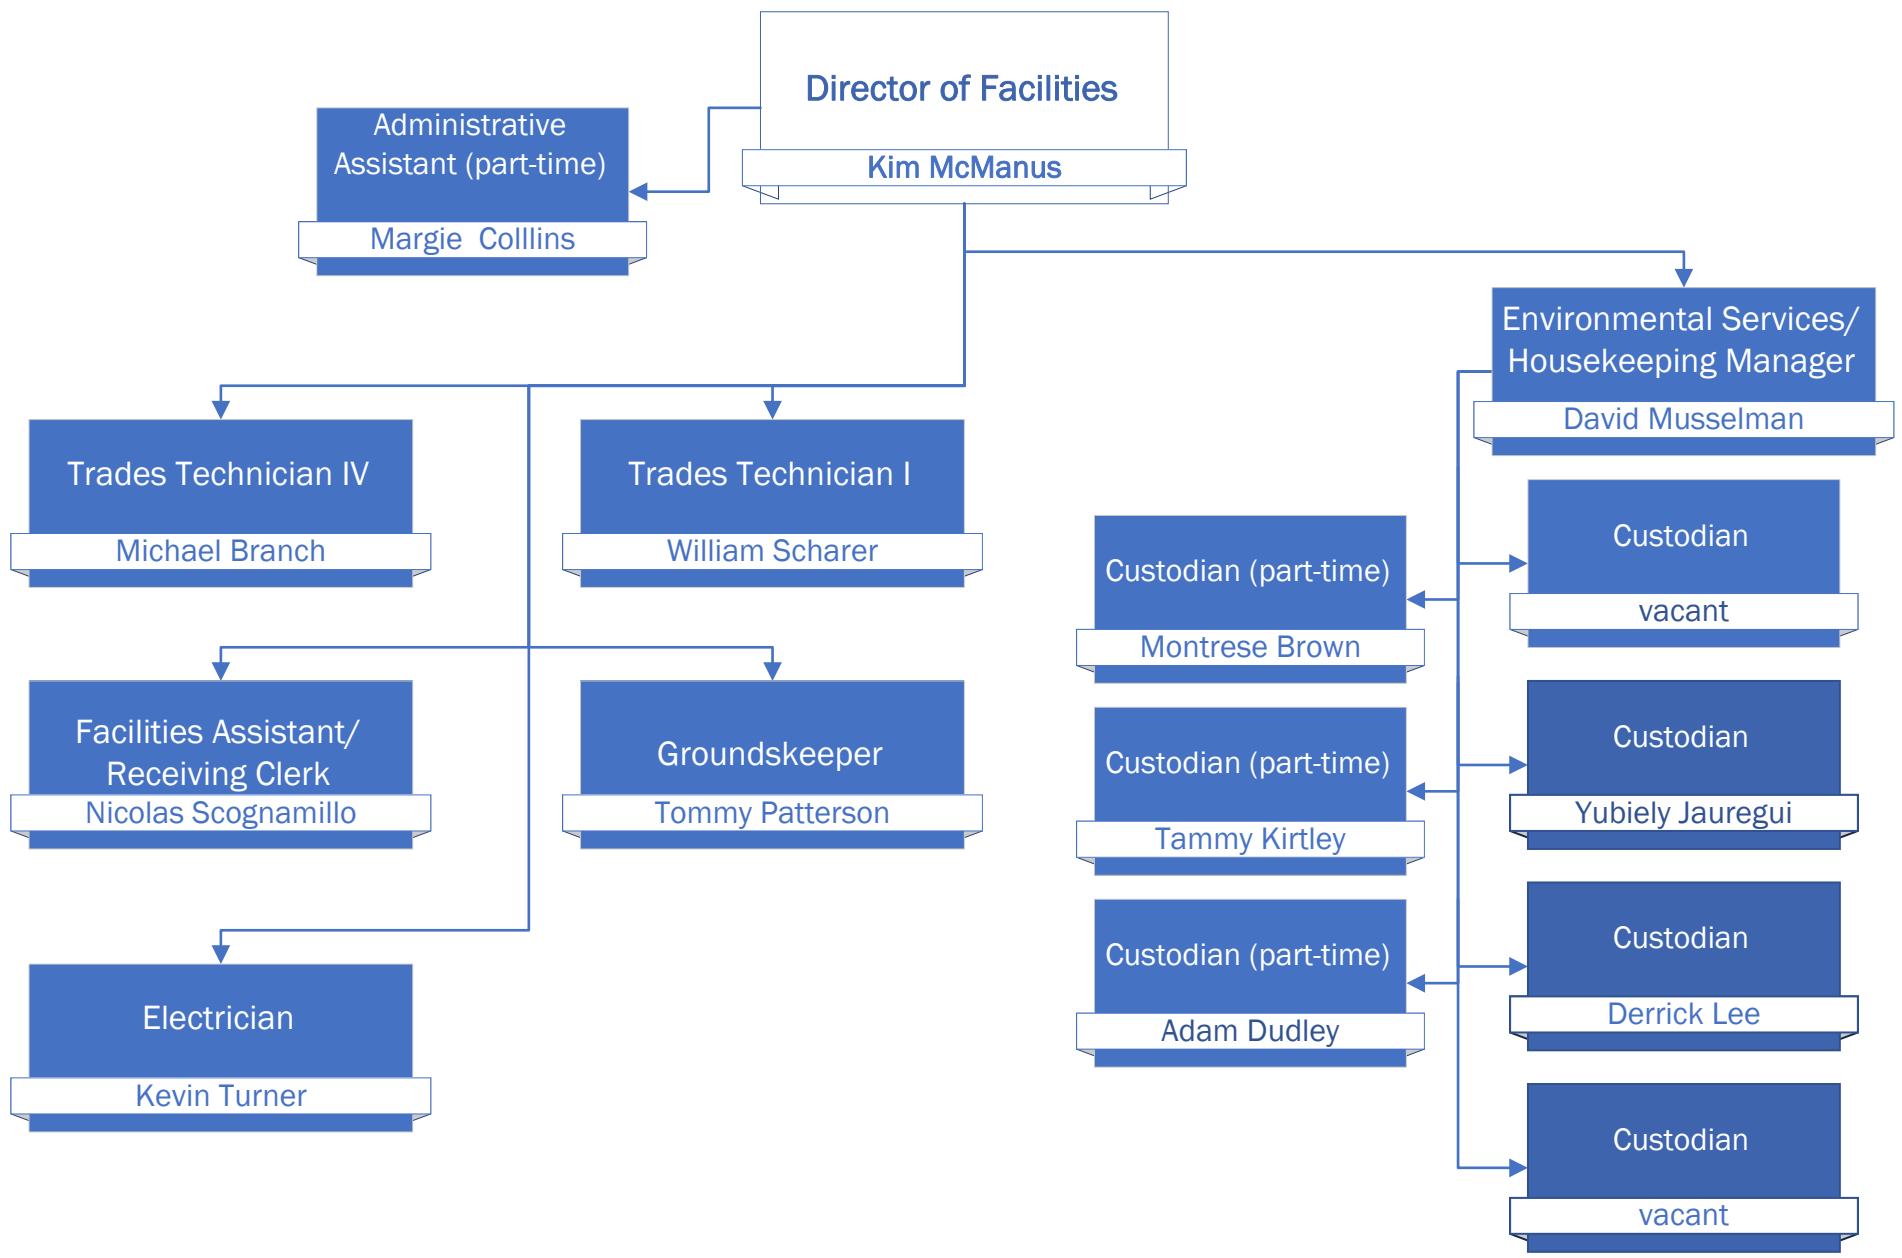 Director of Facilities
Kim McManus
Administrative
Assistant (part-time)
Margie  Colllins
Environmental Services/
Housekeeping Manager
David Musselman
Trades Technician IV
Michael Branch
Trades Technician I
William Scharer
Facilities Assistant/
Receiving Clerk
Nicolas Scognamillo
Groundskeeper
Tommy Patterson
Electrician
Kevin Turner
Custodian (part-time)
Montrese Brown
Custodian (part-time)
Tammy Kirtley
Custodian (part-time)
Adam Dudley
Custodian
vacant
Custodian
Yubiely Jauregui
Custodian
Derrick Lee
Custodian
vacant